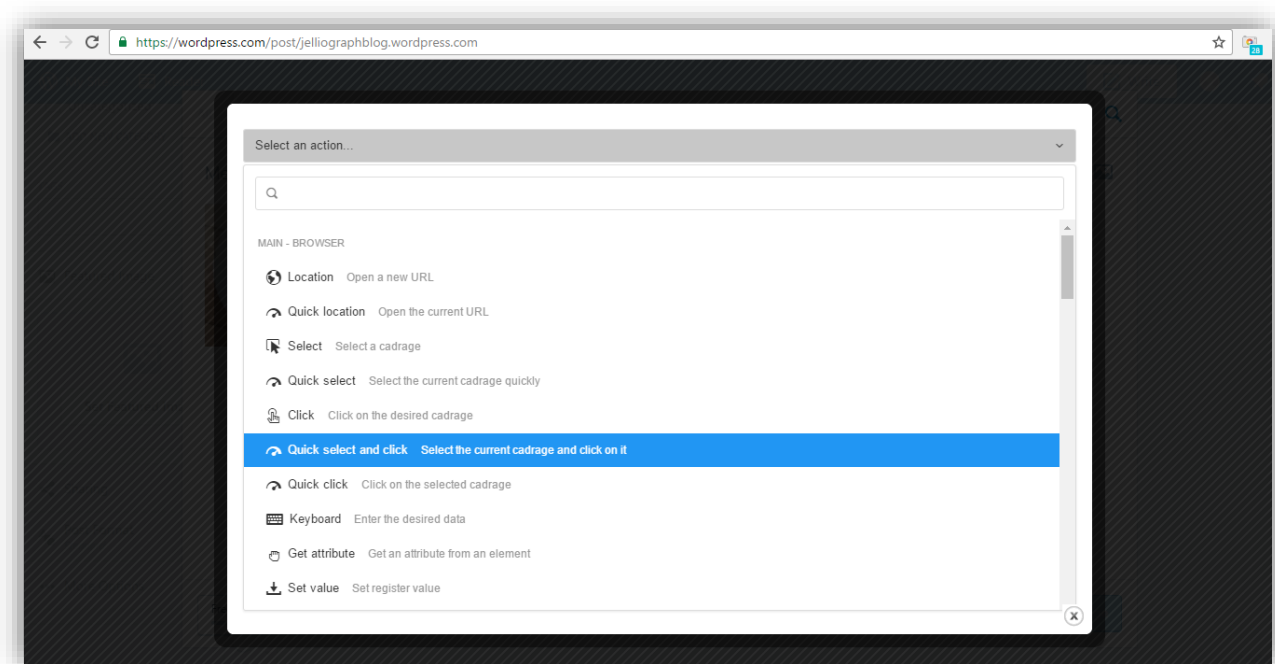 https://wordpress.com/post/jelliographblog.wordpress.com
28
Select an action...
MAIN - BROWSER
Location Open a new URL
Quick location Open the current URL
Select Select a cadrage
Quick select Select the current cadrage quickly
Click Click on the desired cadrage
Quick select and click Select the current cadrage and click on it
Quick click Click on the selected cadrage
Keyboard Enter the desired data
Get attribute Get an attribute from an element
Set value Set register value
x